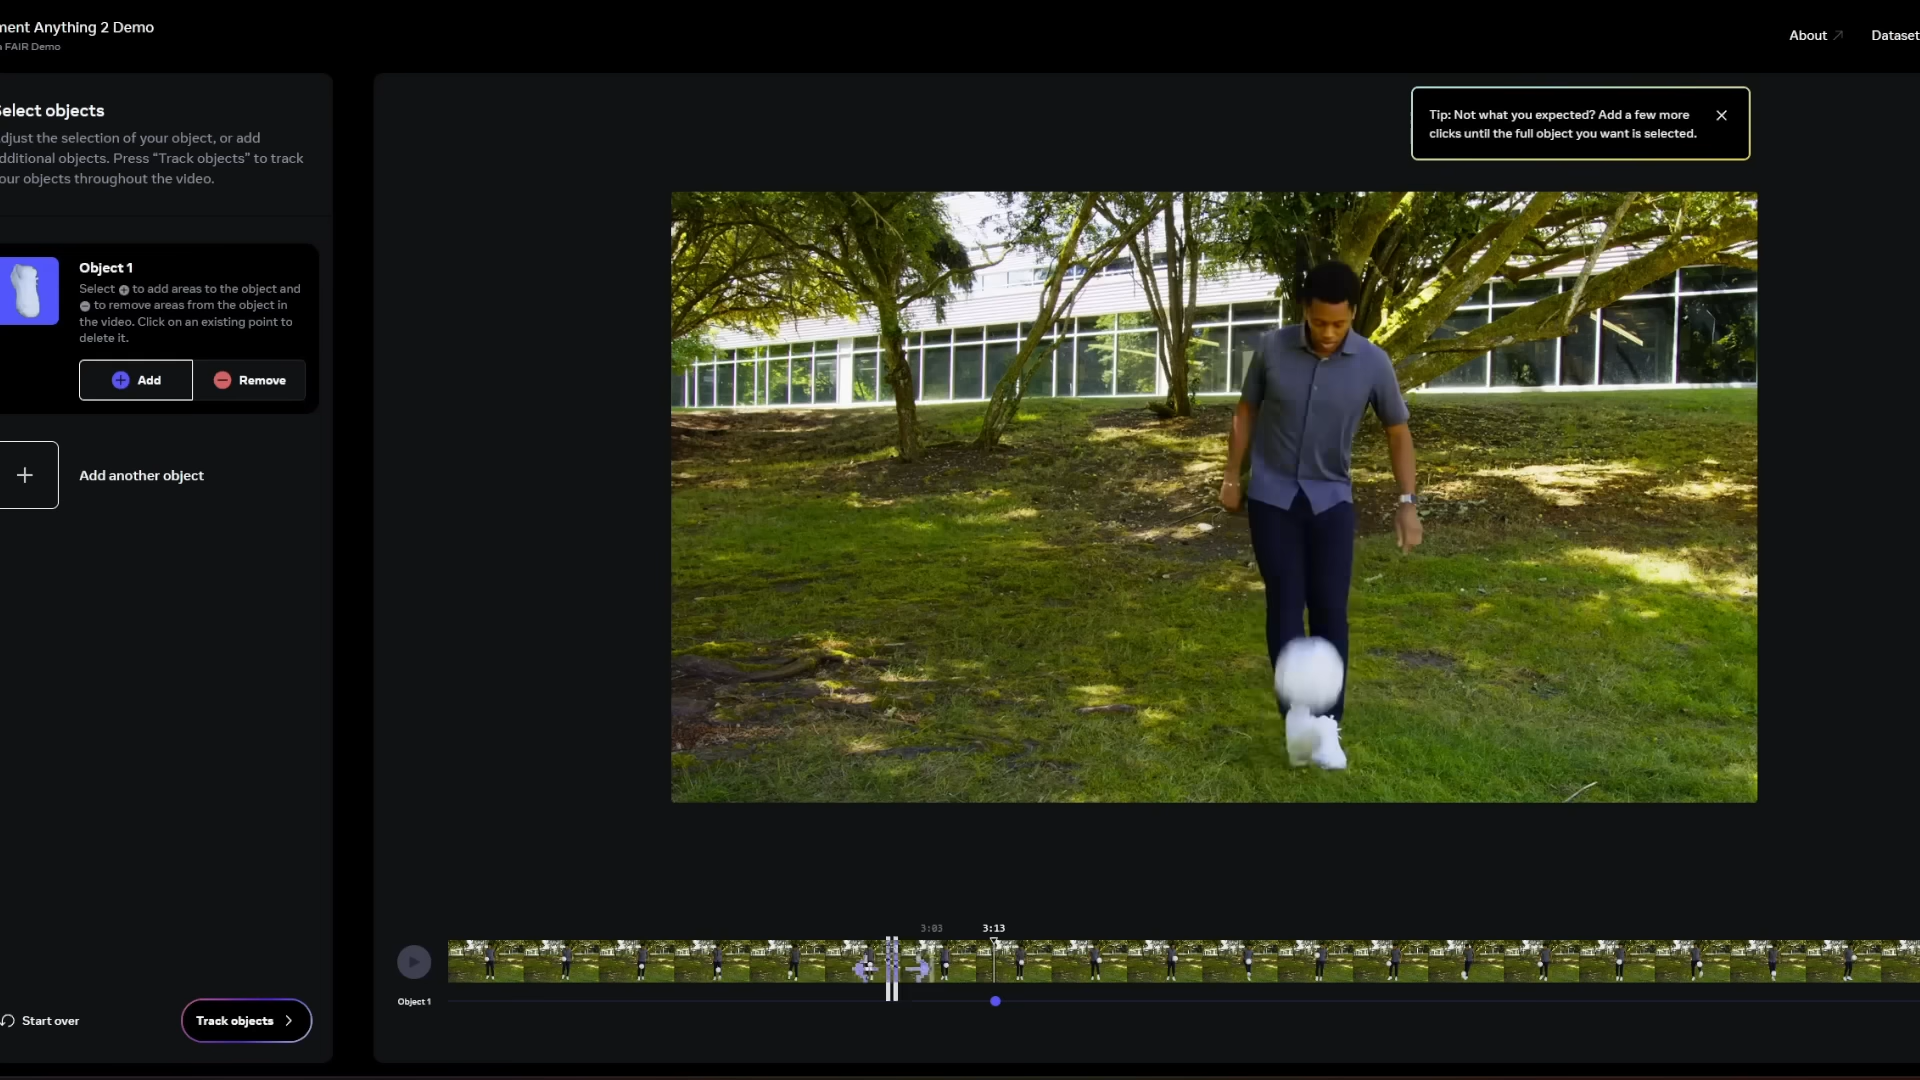 ment Anything 2 Demo
FAIR Demo
About
Dataset
Select objects
djust the selection of your object, or add
dditional objects. Press “Track objects” to track
our objects throughout the video.
Tip: Not what you expected? Add a few more
clicks until the full object you want is selected.
Object 1
Select to add areas to the object and
to remove areas from the object in
the video. Click on an existing point to
delete it.
Add
Remove
Add another object
3:03
3:13
Object 1
Start over
Track objects